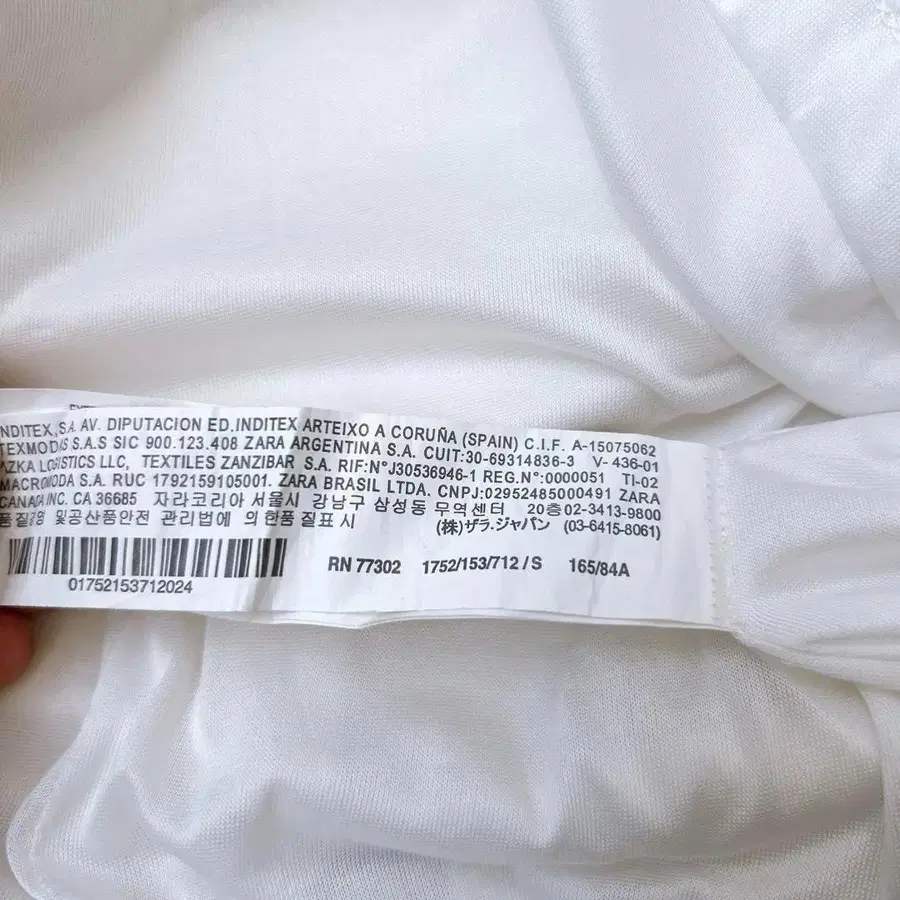 NDITEX, S.A. AV. DIPUTACION ED.INDITEX ARTEIXO A CORUÑA (SPAIN) C.I.F. A-15075062
TEXMODAS S.A.S SIC 900.123.408 ZARA ARGENTINA S.A. CUIT:30-69314836-3 V- 436-01
AZKA LOGISTICS LLC, TEXTILES ZANZIBAR S.A. RIF:N°J30536946-1 REG.N°:0000051 TI-02
MACROMODA S.A. RUC 1792159105001. ZARA BRASIL LTDA. CNPJ:02952485000491 ZARA
CANADA INC. CA 36685 자라코리아 서울시 강남구 삼성동 무역센터 20층02-3413-9800
품질경영 및공산품안전 관리법에 의한품질표시 (株)ザラ.ジャパン (03-6415-8061)
RN 77302 1752/153/712 / S 165/84A
01752153712024